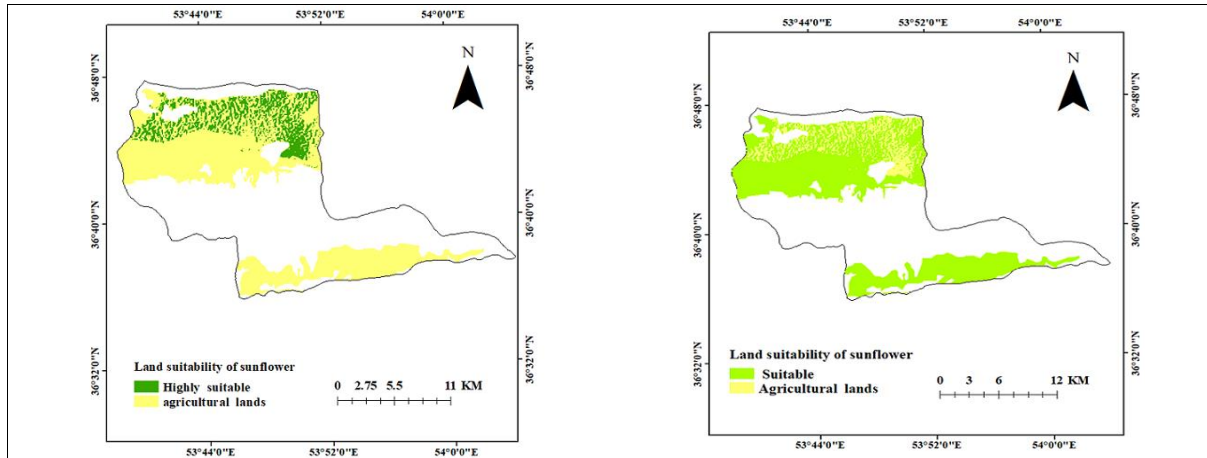 53°44'0"E 53°52'0"E 54°0'0"E
N
36°48'0"N 36°48'0"N
36°40'0"N 36°40'0"N
36°32'0"N 36°32'0"N
Land suitability of sunflower
Highly suitable
agricultural lands
0 2.75 5.5 11 KM
53°44'0"E 53°52'0"E 54°0'0"E
53°44'0"E 53°52'0"E 54°0'0"E
N
36°48'0"N 36°48'0"N
36°40'0"N 36°40'0"N
36°32'0"N 36°32'0"N
Land suitability of sunflower
Suitable
Agricultural lands
0 3 6 12 KM
53°44'0"E 53°52'0"E 54°0'0"E